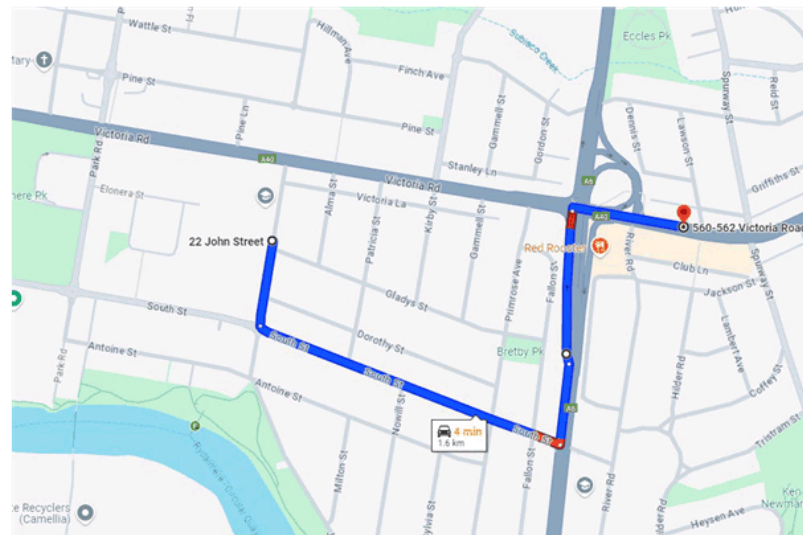 Wattle St
Hillman Ave
Finch Ave
Subiaco Creek
Eccles Pk
Spurway St
Reid St
Pine St
Pine Ln
Pine St
Gammell St
Gordon St
Dennis St
Lawson St
Griffiths St
Park Rd
Victoria Rd
A40
Stanley Ln
A6
Elonera St
Alma St
Victoria La
Victoria Rd
Kirby St
Gammell St
A40
560-562 Victoria Road
22 John Street
Patricia St
Red Rooster
River Rd
Club Ln
Spurway St
Jackson St
Primrose Ave
Fallon St
Gladys St
South St
Dorothy St
Bretby Pk
Hilder Rd
Lambert Ave
Coffey St
Antoine St
South St
South St
Park Rd
Antoine St
Nowill St
4 min
1.6 km
South St
A6
Tristram St
Milton St
Fallon St
River Rd
Ken
Newman
Heysen Ave
Recyclers
(Camellia)